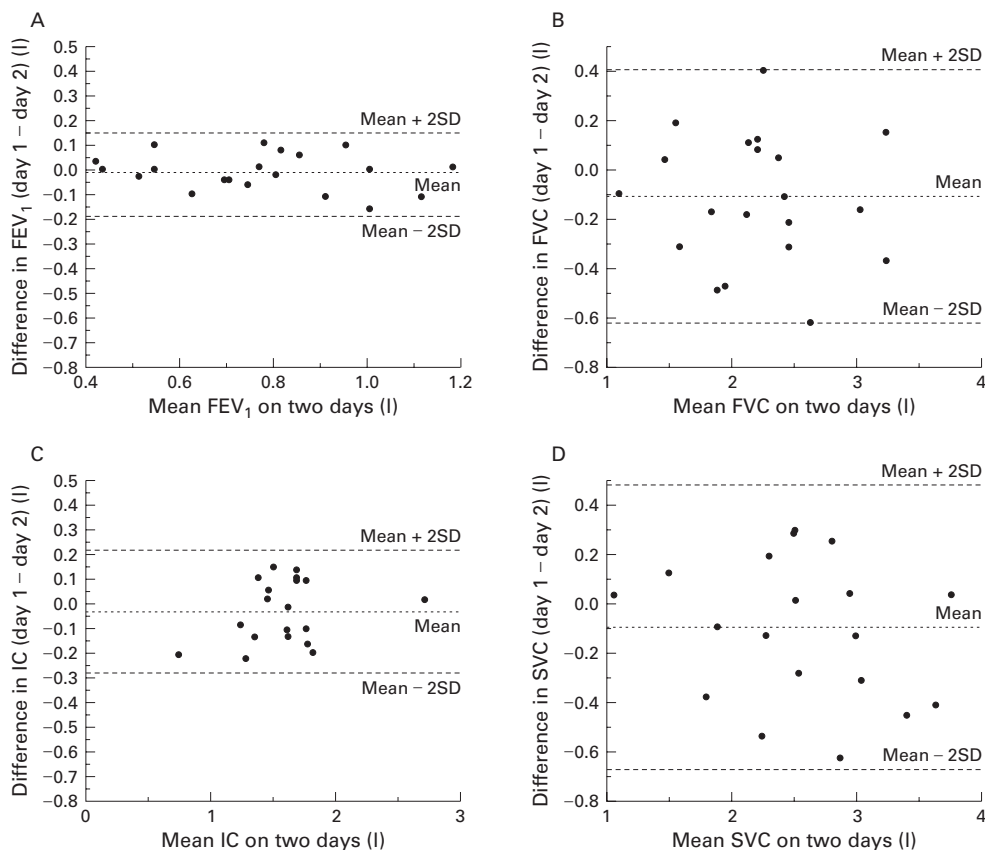 A
Difference in FEV₁ (day 1 – day 2) (l)
0.5
0.4
0.3
0.2
0.1
0.0
–0.1
–0.2
–0.3
–0.4
–0.5
–0.6
–0.7
–0.8
Mean + 2SD
Mean
Mean – 2SD
0.4 0.6 0.8 1.0 1.2
Mean FEV₁ on two days (l)
B
Difference in FVC (day 1 – day 2) (l)
0.4
0.2
0.0
–0.2
–0.4
–0.6
–0.8
Mean + 2SD
Mean
Mean – 2SD
1 2 3 4
Mean FVC on two days (l)
C
Difference in IC (day 1 – day 2) (l)
0.5
0.4
0.3
0.2
0.1
0.0
–0.1
–0.2
–0.3
–0.4
–0.5
–0.6
–0.7
–0.8
Mean + 2SD
Mean
Mean – 2SD
0 1 2 3
Mean IC on two days (l)
D
Difference in SVC (day 1 – day 2) (l)
0.4
0.2
0.0
–0.2
–0.4
–0.6
–0.8
Mean + 2SD
Mean
Mean – 2SD
1 2 3 4
Mean SVC on two days (l)